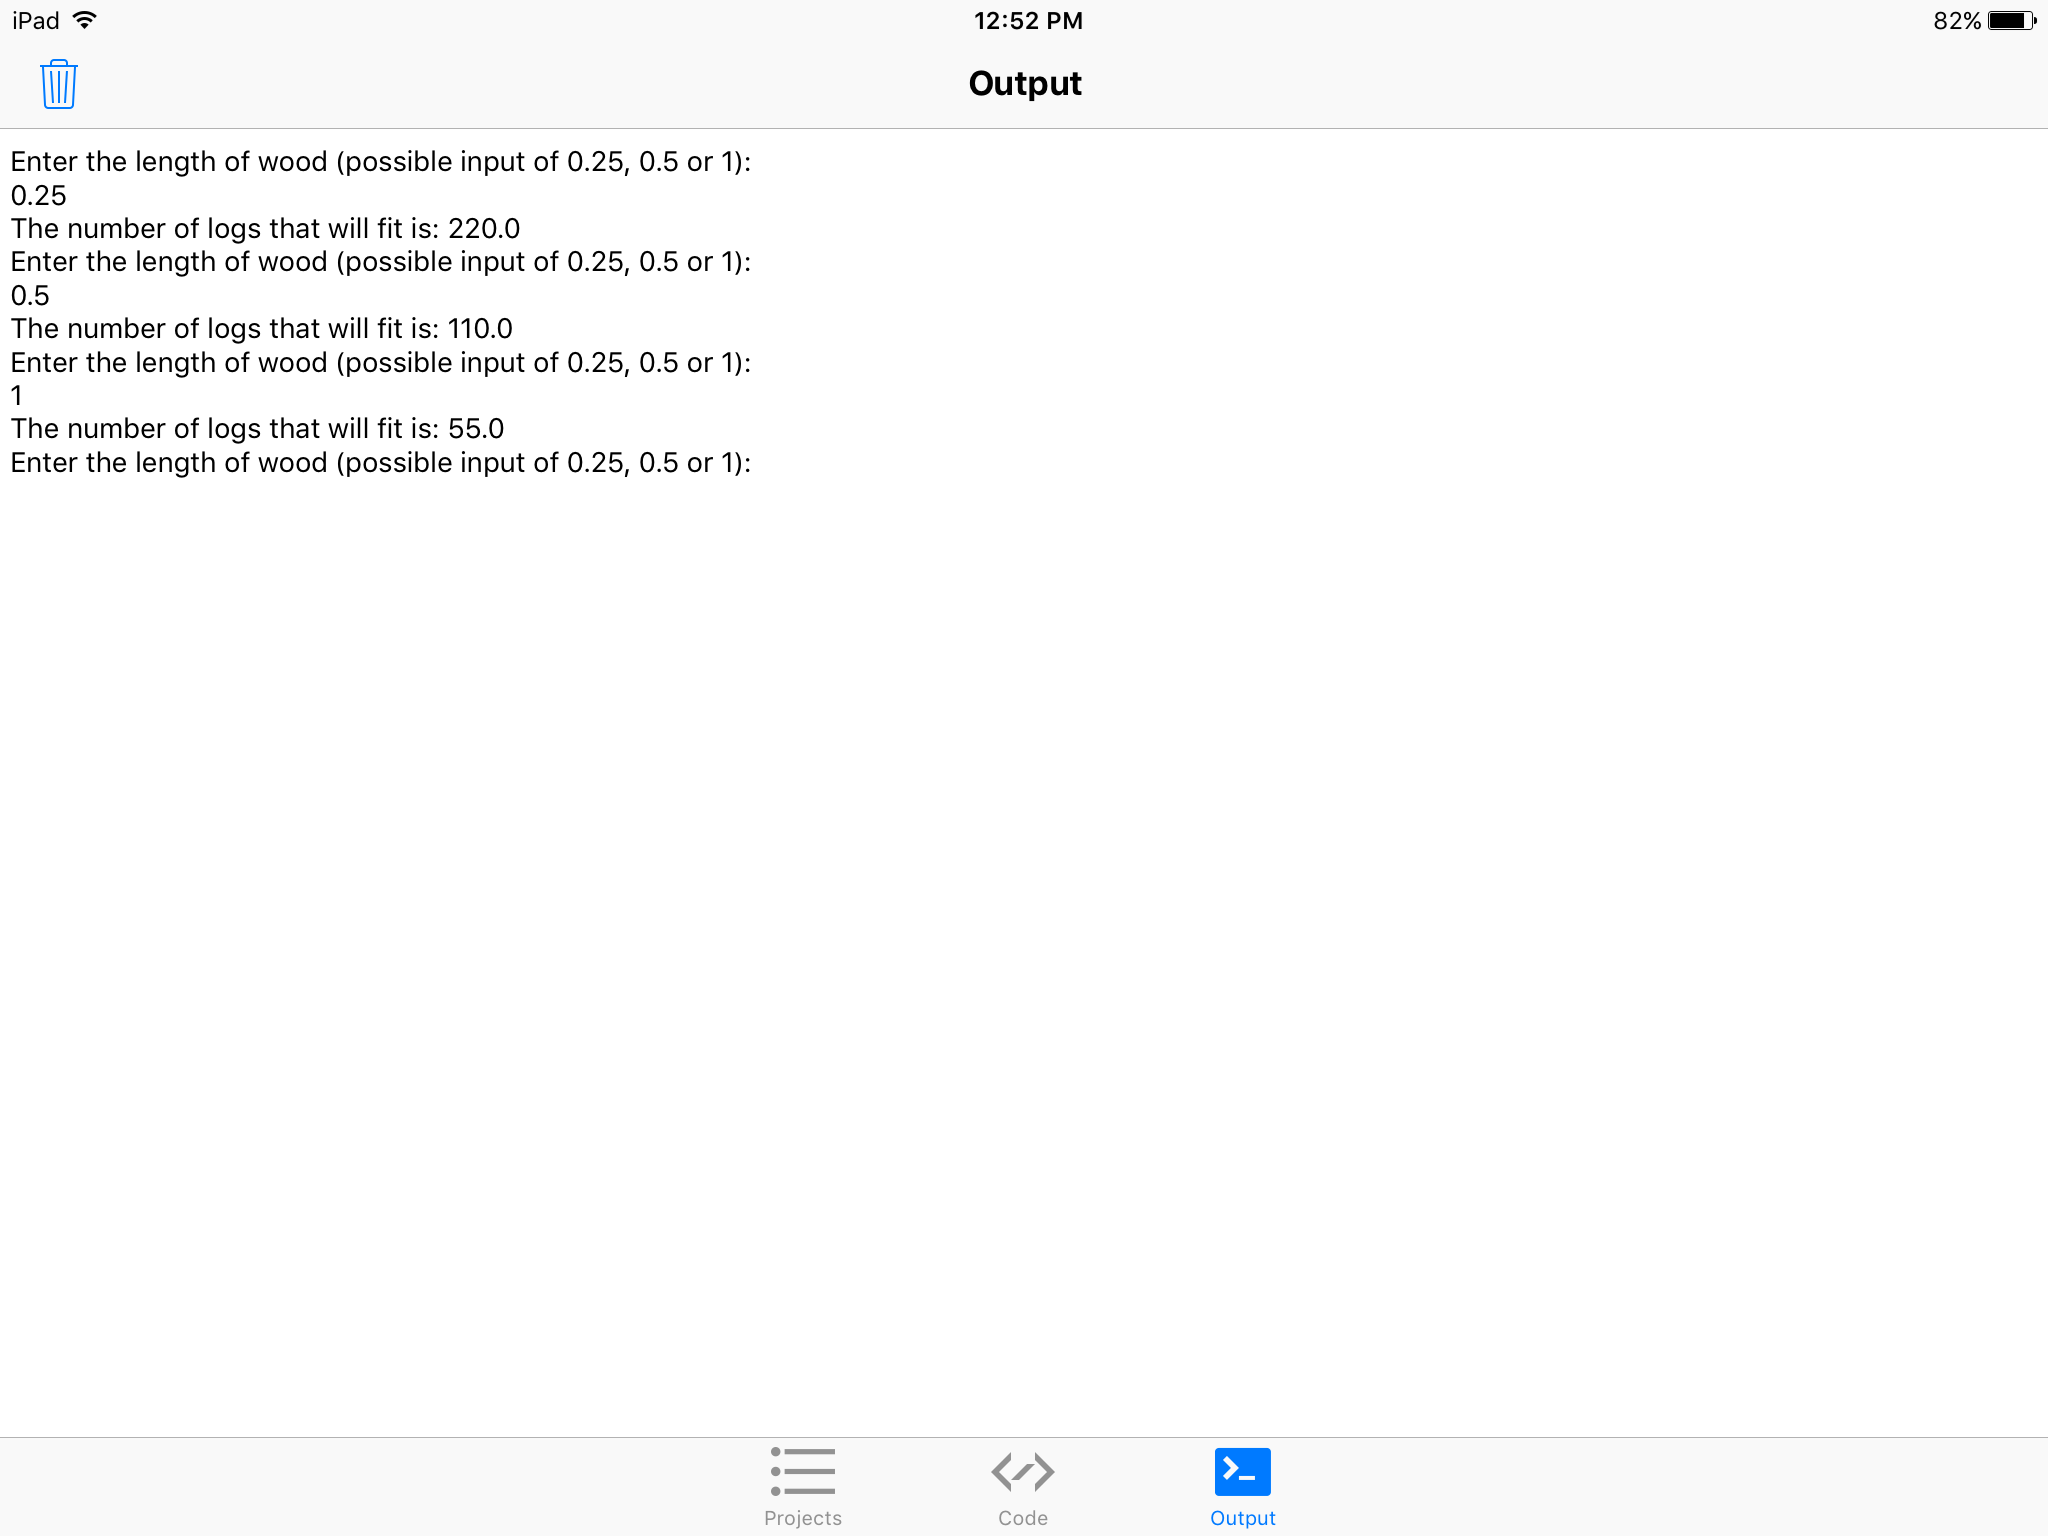 iPad 12:52 PM 82%
Output
Enter the length of wood (possible input of 0.25, 0.5 or 1):
0.25
The number of logs that will fit is: 220.0
Enter the length of wood (possible input of 0.25, 0.5 or 1):
0.5
The number of logs that will fit is: 110.0
Enter the length of wood (possible input of 0.25, 0.5 or 1):
1
The number of logs that will fit is: 55.0
Enter the length of wood (possible input of 0.25, 0.5 or 1):
Projects Code Output